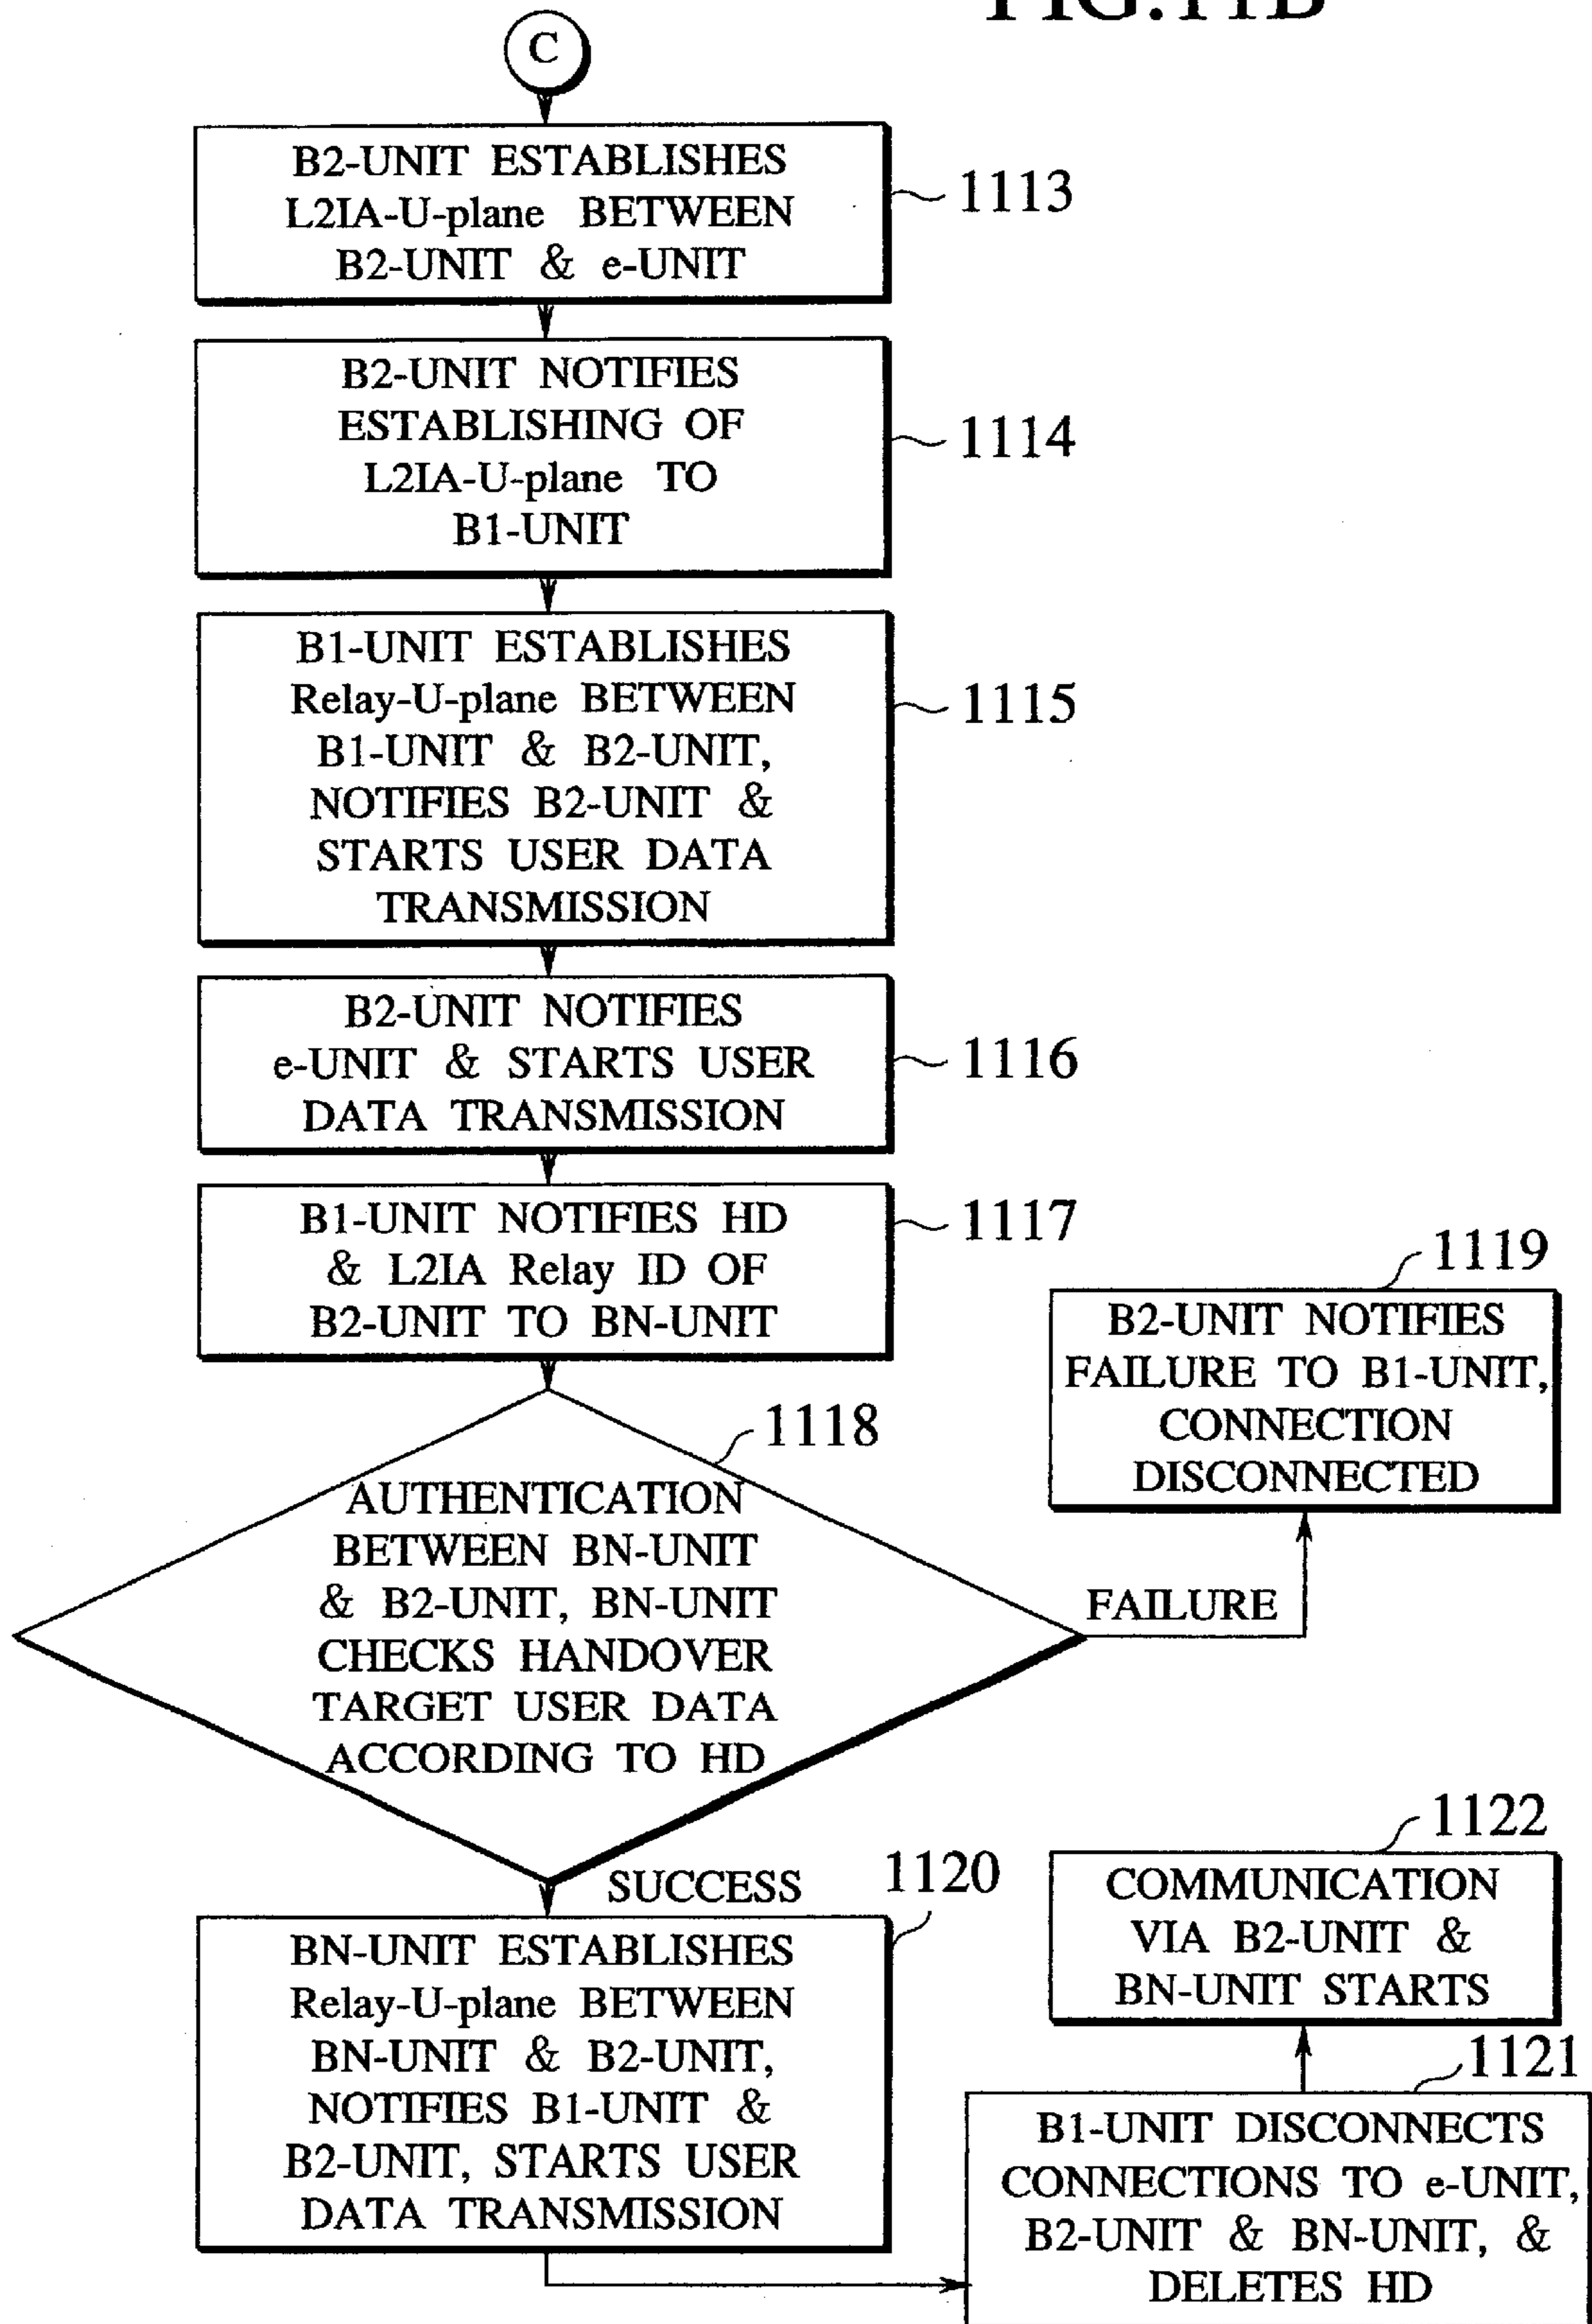 FIG.11B
C
B2-UNIT ESTABLISHES
L2IA-U-plane BETWEEN
B2-UNIT & e-UNIT
1113
B2-UNIT NOTIFIES
ESTABLISHING OF
L2IA-U-plane TO
B1-UNIT
1114
B1-UNIT ESTABLISHES
Relay-U-plane BETWEEN
B1-UNIT & B2-UNIT,
NOTIFIES B2-UNIT &
STARTS USER DATA
TRANSMISSION
1115
B2-UNIT NOTIFIES
e-UNIT & STARTS USER
DATA TRANSMISSION
1116
B1-UNIT NOTIFIES HD
& L2IA Relay ID OF
B2-UNIT TO BN-UNIT
1117
1118
AUTHENTICATION
BETWEEN BN-UNIT
& B2-UNIT, BN-UNIT
CHECKS HANDOVER
TARGET USER DATA
ACCORDING TO HD
FAILURE
1119
B2-UNIT NOTIFIES
FAILURE TO B1-UNIT,
CONNECTION
DISCONNECTED
SUCCESS
1120
BN-UNIT ESTABLISHES
Relay-U-plane BETWEEN
BN-UNIT & B2-UNIT,
NOTIFIES B1-UNIT &
B2-UNIT, STARTS USER
DATA TRANSMISSION
1122
COMMUNICATION
VIA B2-UNIT &
BN-UNIT STARTS
1121
B1-UNIT DISCONNECTS
CONNECTIONS TO e-UNIT,
B2-UNIT & BN-UNIT, &
DELETES HD